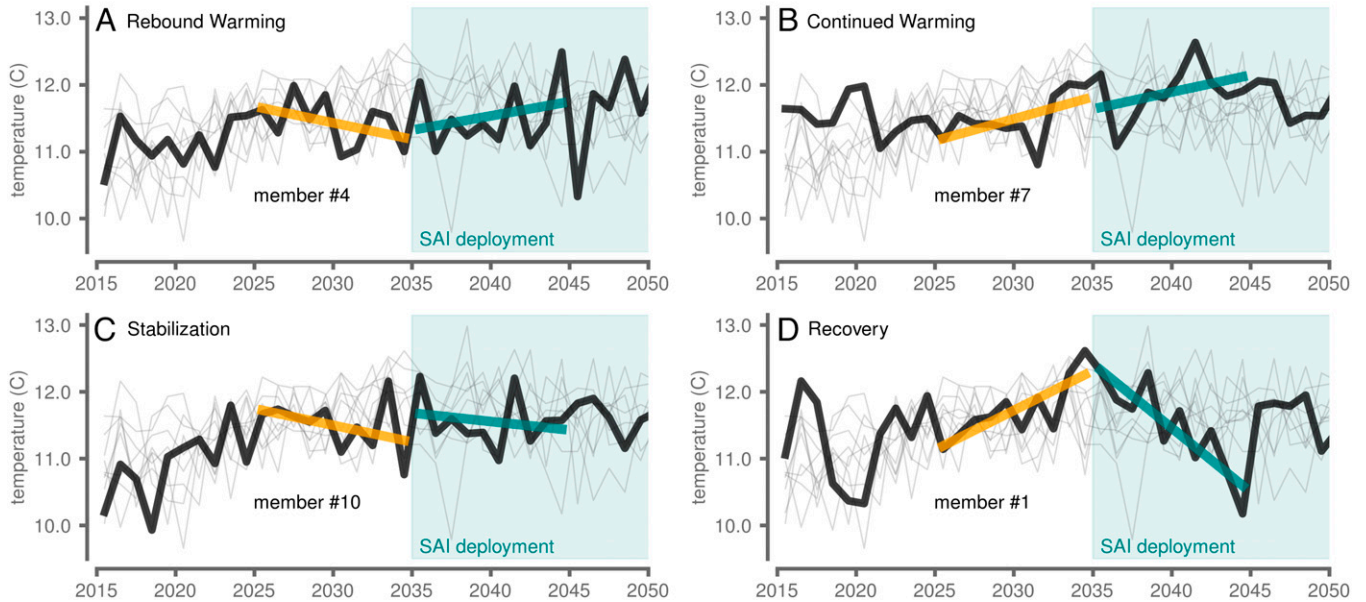 A Rebound Warming
13.0
12.0
11.0
10.0
temperature (C)
member #4
SAI deployment
2015 2020 2025 2030 2035 2040 2045 2050
B Continued Warming
13.0
12.0
11.0
10.0
temperature (C)
member #7
SAI deployment
2015 2020 2025 2030 2035 2040 2045 2050
C Stabilization
13.0
12.0
11.0
10.0
temperature (C)
member #10
SAI deployment
2015 2020 2025 2030 2035 2040 2045 2050
D Recovery
13.0
12.0
11.0
10.0
temperature (C)
member #1
SAI deployment
2015 2020 2025 2030 2035 2040 2045 2050